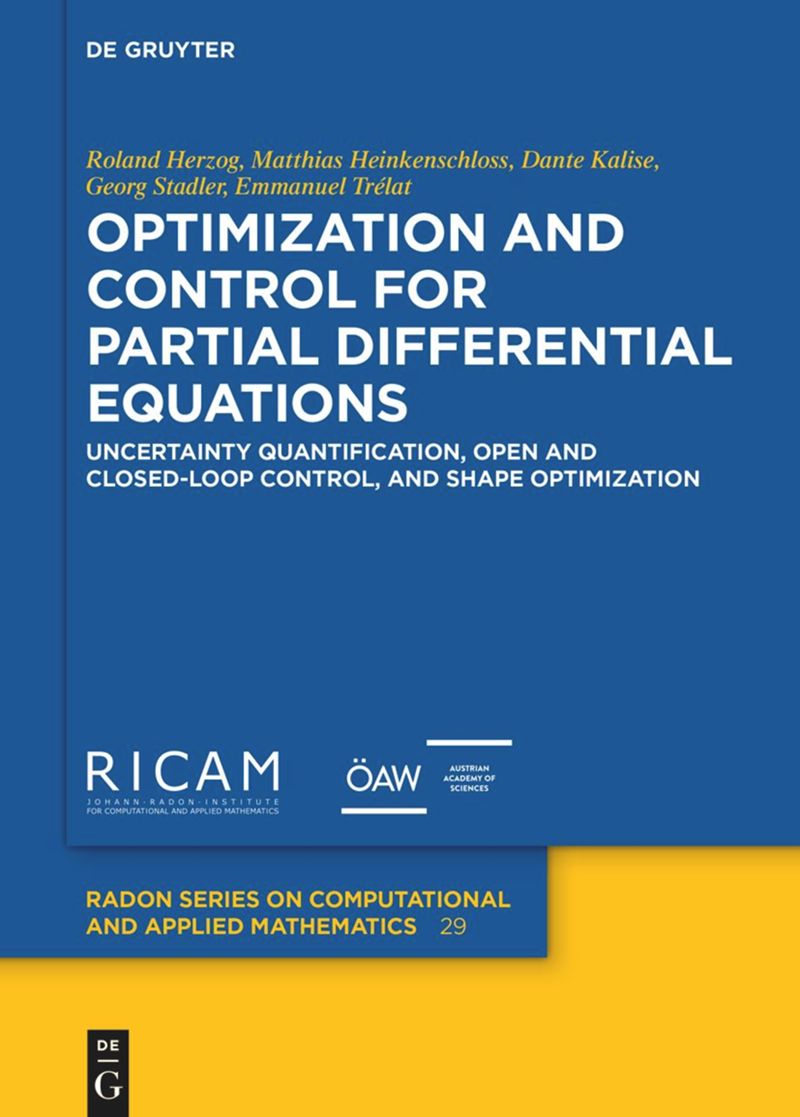 DE GRUYTER
Roland Herzog, Matthias Heinkenschloss, Dante Kalise,
Georg Stadler, Emmanuel Trélat
OPTIMIZATION AND
CONTROL FOR
PARTIAL DIFFERENTIAL
EQUATIONS
UNCERTAINTY QUANTIFICATION, OPEN AND
CLOSED-LOOP CONTROL, AND SHAPE OPTIMIZATION
RICAM
JOHANN·RADON·INSTITUTE
FOR COMPUTATIONAL AND APPLIED MATHEMATICS
ÖAW
AUSTRIAN
ACADEMY OF
SCIENCES
RADON SERIES ON COMPUTATIONAL
AND APPLIED MATHEMATICS 29
DE
G